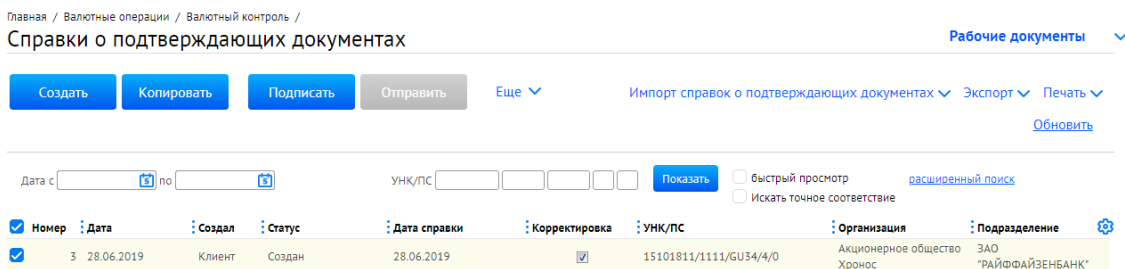 Главная / Валютные операции / Валютный контроль /
Справки о подтверждающих документах
Рабочие документы
Создать Копировать Подписать Отправить Еще Импорт справок о подтверждающих документах Экспорт Печать
Обновить
Дата с по УНК/ПС Показать быстрый просмотр расширенный поиск
Искать точное соответствие
Номер Дата Создал Статус Дата справки Корректировка УНК/ПС Организация Подразделение
3 28.06.2019 Клиент Создан 28.06.2019 15101811/1111/GU34/4/0 Акционерное общество ЗАО
Хронос "РАЙФФАЙЗЕНБАНК"